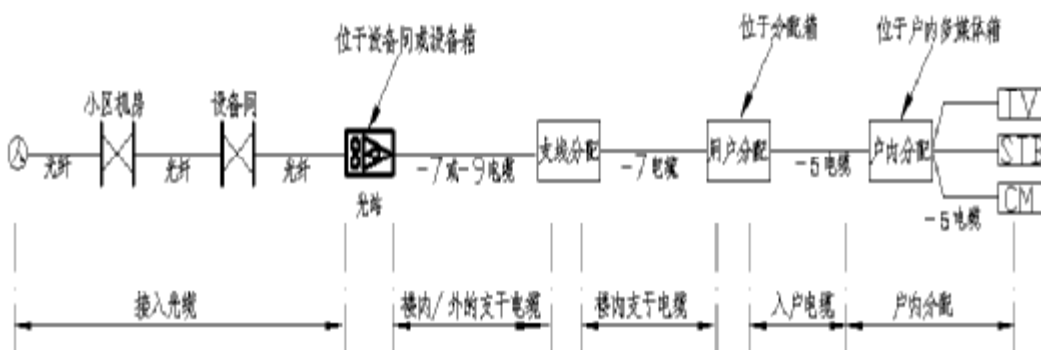 位于设备间或设备箱
位于分配箱
位于户内多媒体箱
小区机房
设备间
光纤
光纤
光纤
光站
-7或-9电缆
支线分配
-7电缆
用户分配
-5电缆
户内分配
TV
STB
CM
-5电缆
接入光缆
楼内/外的支干电缆
楼内支干电缆
入户电缆
户内分配